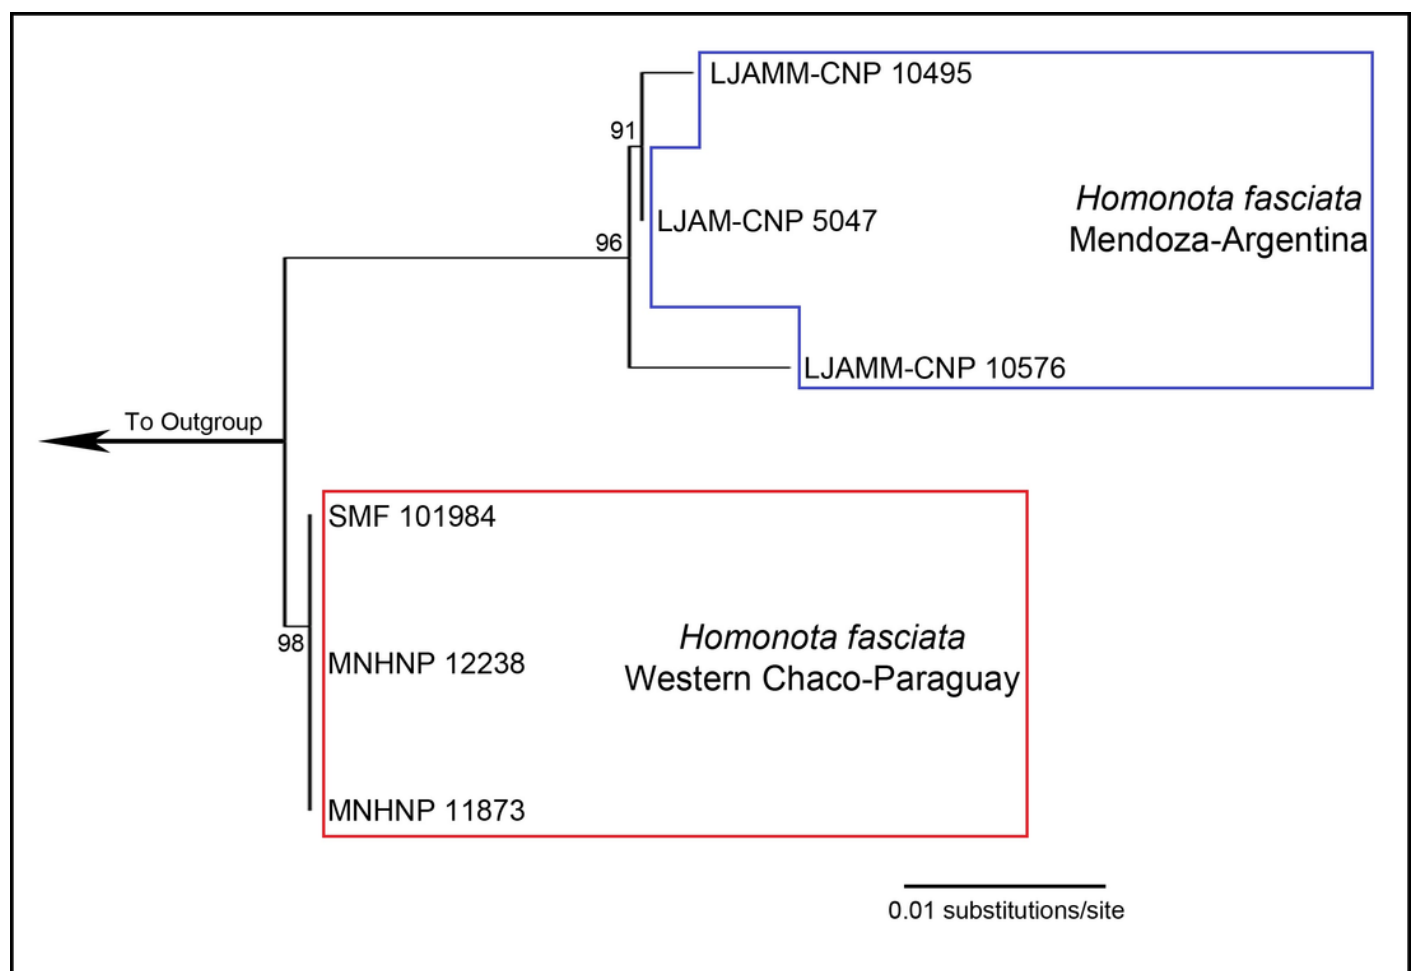 LJAMM-CNP 10495
91
Homonota fasciata
Mendoza-Argentina
LJAM-CNP 5047
96
LJAMM-CNP 10576
To Outgroup
SMF 101984
98
Homonota fasciata
Western Chaco-Paraguay
MNHNP 12238
MNHNP 11873
0.01 substitutions/site